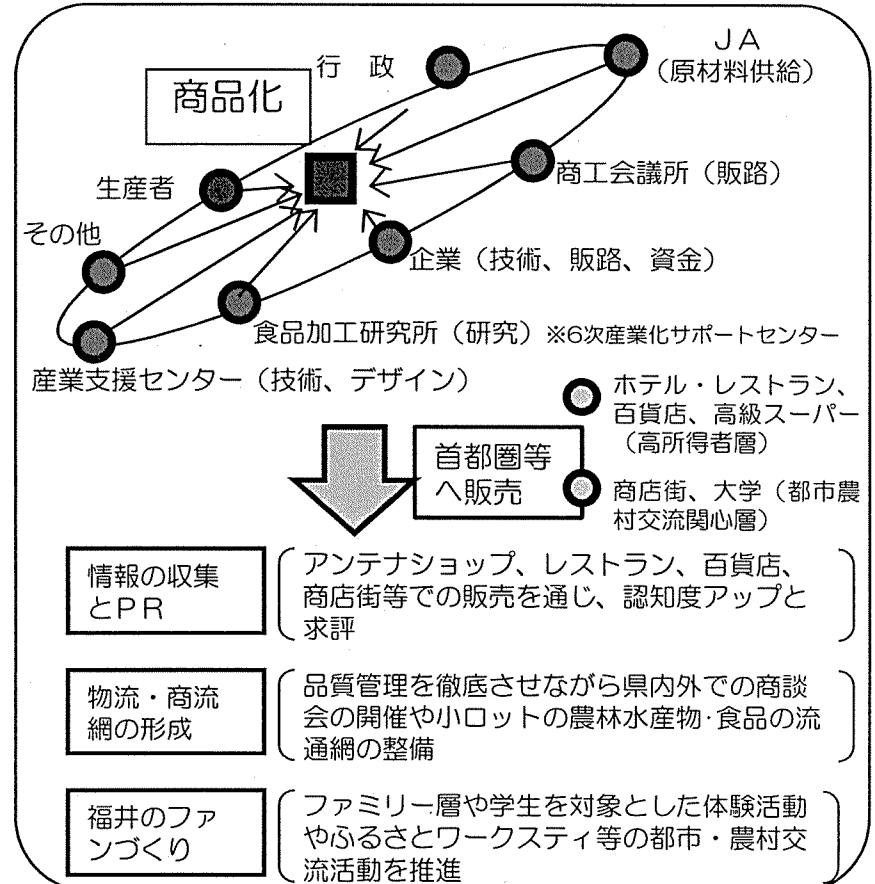 行　政
ＪＡ
（原材料供給）
商品化
商工会議所（販路）
生産者
その他
企業（技術、販路、資金）
食品加工研究所（研究）※6次産業化サポートセンター
産業支援センター（技術、デザイン）
ホテル・レストラン、
百貨店、高級スーパー
（高所得者層）
首都圏等
へ販売
商店街、大学（都市農
村交流関心層）
情報の収集
とＰＲ
アンテナショップ、レストラン、百貨店、
商店街等での販売を通じ、認知度アップと
求評
物流・商流
網の形成
品質管理を徹底させながら県内外での商談
会の開催や小ロットの農林水産物・食品の流
通網の整備
福井のファ
ンづくり
ファミリー層や学生を対象とした体験活動
やふるさとワークスティ等の都市・農村交
流活動を推進